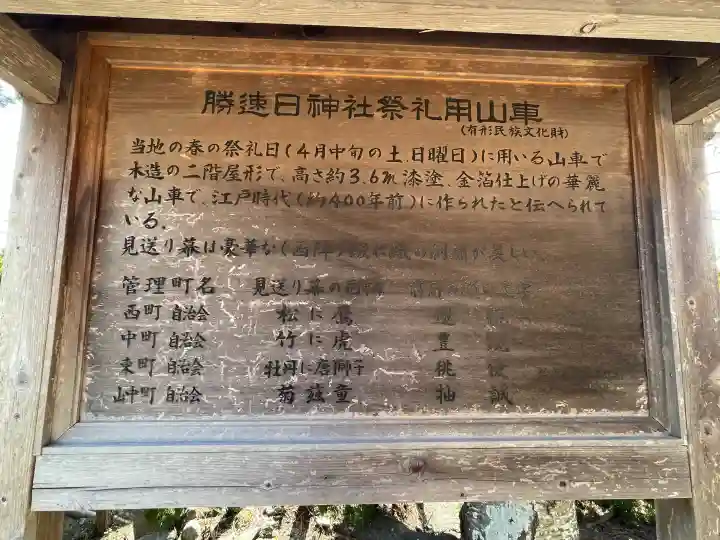 勝速日神社祭礼用山車
(有形民族文化財)
当地の春の祭礼日(4月中旬の土.日曜日)に用いる山車で
木造の二階屋形で、高さ約3.6m漆塗、金箔仕上げの華麗
な山車で、江戸時代(約400年前)に作られたと伝へられて
いる.
見送り幕は豪華な(西陣
管理町名 見送り幕の
西町 自治会 松に鷹
中町 自治会 竹に虎 豊
東町 自治会 牡丹に唐獅子
山中町 自治会 菊慈童 抽 誠